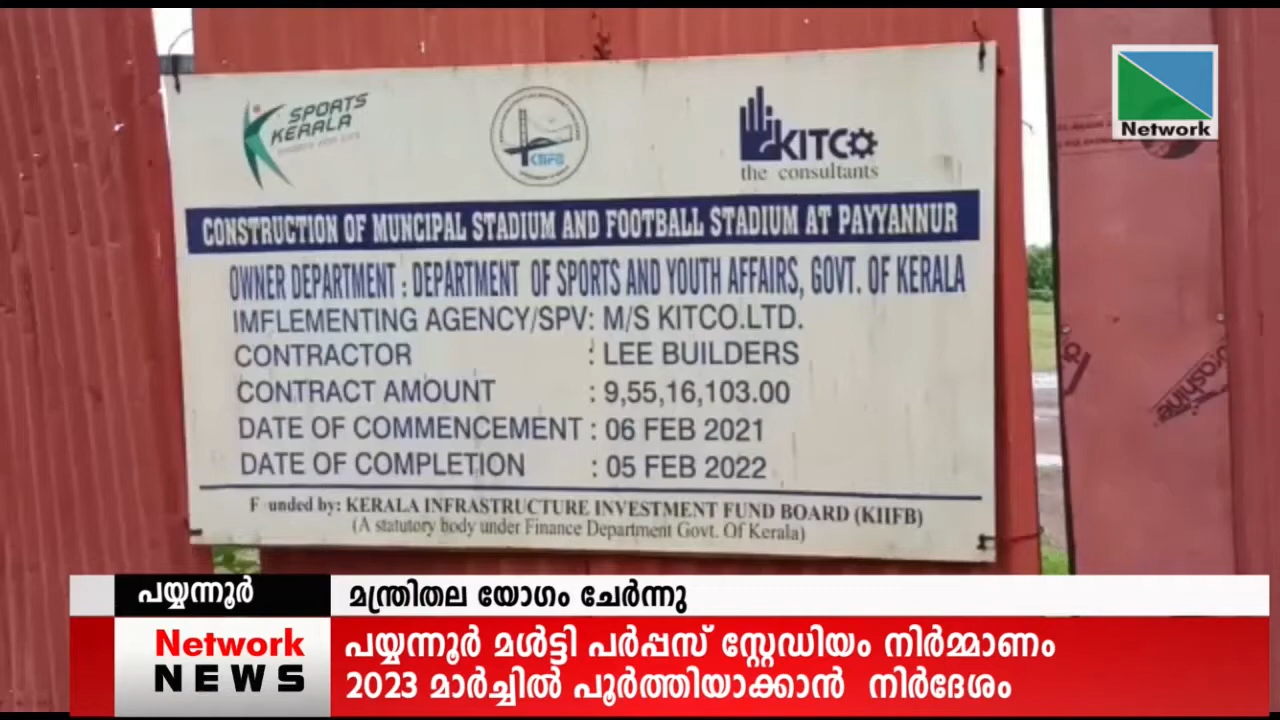 Network
SPORTS
KERALA
KIIFB
KITCO
the consultants
CONSTRUCTION OF MUNCIPAL STADIUM AND FOOTBALL STADIUM AT PAYYANNUR
OWNER DEPARTMENT : DEPARTMENT OF SPORTS AND YOUTH AFFAIRS, GOVT. OF KERALA
IMFLEMENTING AGENCY/SPV: M/S KITCO.LTD.
CONTRACTOR : LEE BUILDERS
CONTRACT AMOUNT : 9,55,16,103.00
DATE OF COMMENCEMENT : 06 FEB 2021
DATE OF COMPLETION : 05 FEB 2022
F unded by: KERALA INFRASTRUCTURE INVESTMENT FUND BOARD (KIIFB)
(A statutory body under Finance Department Govt. Of Kerala)
പയ്യന്നൂർ
മന്ത്രിതല യോഗം ചേർന്നു
Network
NEWS
പയ്യന്നൂർ മൾട്ടി പർപ്പസ് സ്റ്റേഡിയം നിർമ്മാണം
2023 മാർച്ചിൽ പൂർത്തിയാക്കാൻ നിർദേശം